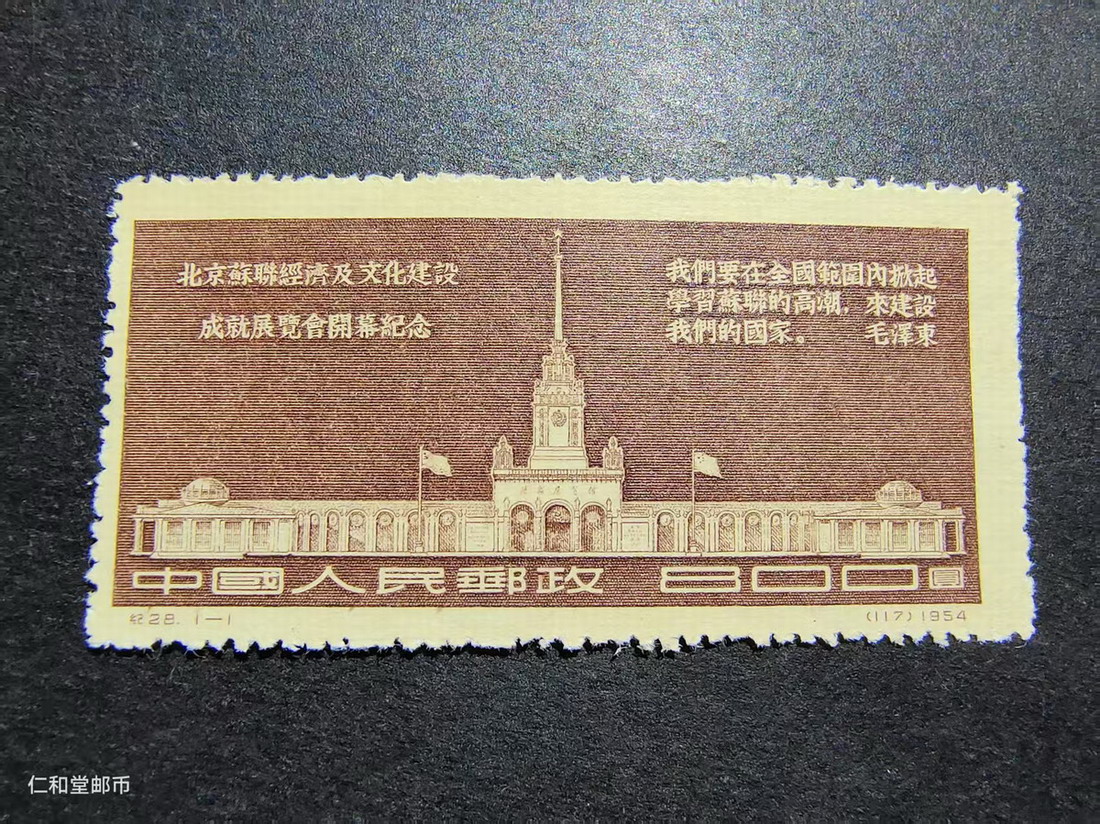 北京蘇聯經濟及文化建設
成就展覽會開幕紀念
我們要在全國範圍內掀起
學習蘇聯的高潮，來建設
我們的國家。 毛澤東
中國人民郵政 800圓
紀28. 1—1
(117) 1954
仁和堂邮币